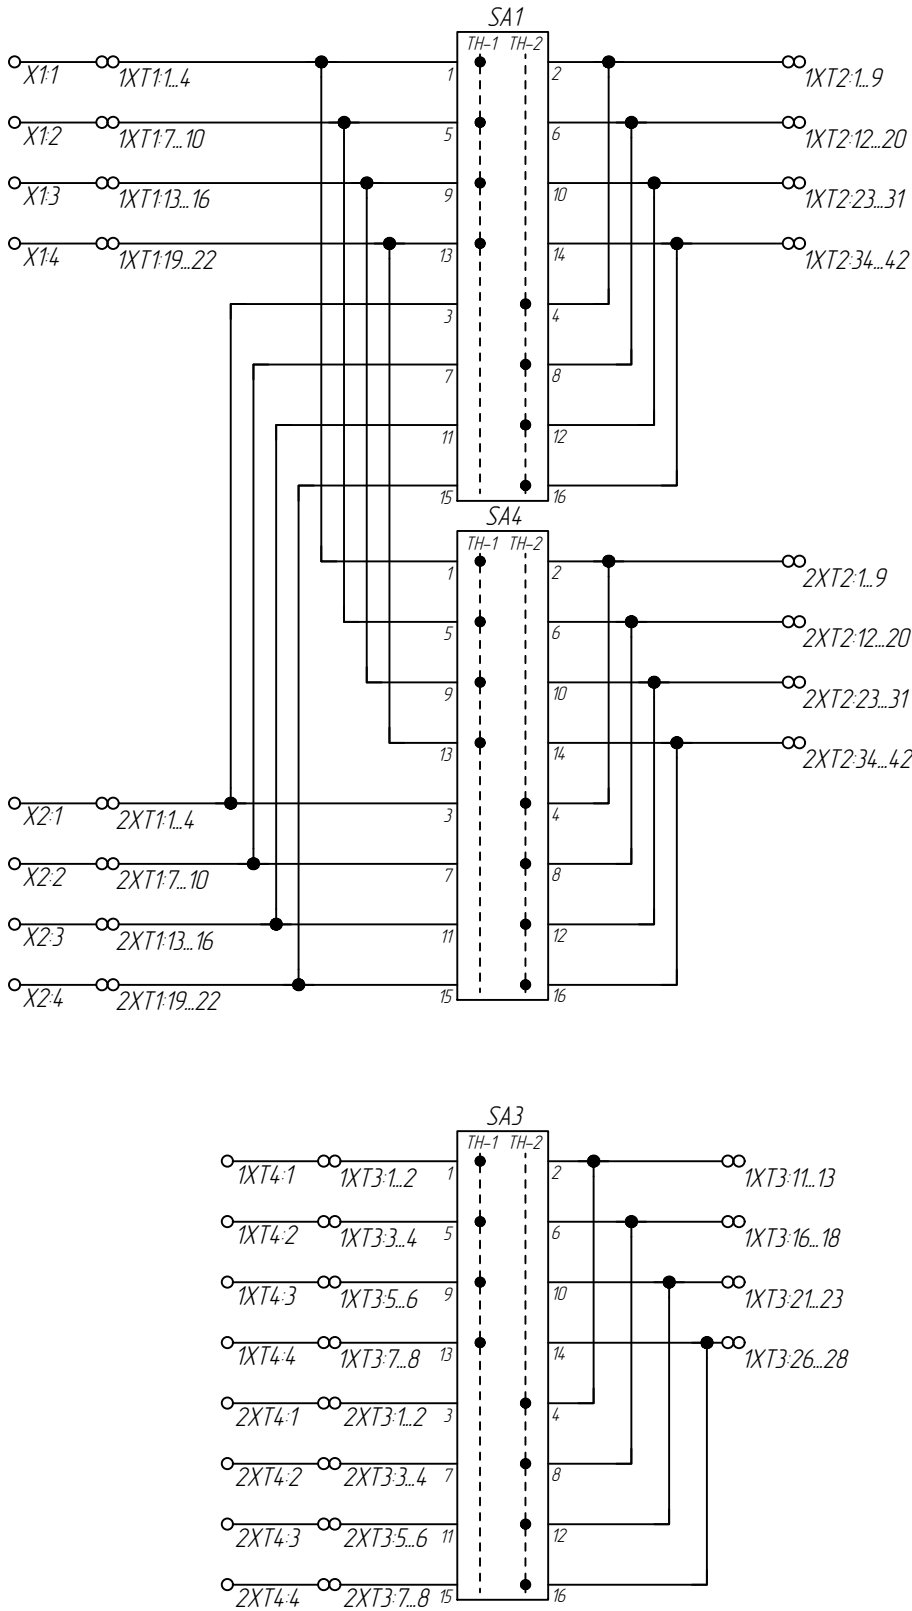 SA1
TH-1 TH-2
X1:1 1XT1:1...4 1 2 1XT2:1...9
X1:2 1XT1:7...10 5 6 1XT2:12...20
X1:3 1XT1:13...16 9 10 1XT2:23...31
X1:4 1XT1:19...22 13 14 1XT2:34...42
3 4
7 8
11 12
15 16
SA4
TH-1 TH-2
1 2 2XT2:1...9
5 6 2XT2:12...20
9 10 2XT2:23...31
13 14 2XT2:34...42
X2:1 2XT1:1...4 3 4
X2:2 2XT1:7...10 7 8
X2:3 2XT1:13...16 11 12
X2:4 2XT1:19...22 15 16
SA3
TH-1 TH-2
1XT4:1 1XT3:1...2 1 2 1XT3:11...13
1XT4:2 1XT3:3...4 5 6 1XT3:16...18
1XT4:3 1XT3:5...6 9 10 1XT3:21...23
1XT4:4 1XT3:7...8 13 14 1XT3:26...28
2XT4:1 2XT3:1...2 3 4
2XT4:2 2XT3:3...4 7 8
2XT4:3 2XT3:5...6 11 12
2XT4:4 2XT3:7...8 15 16